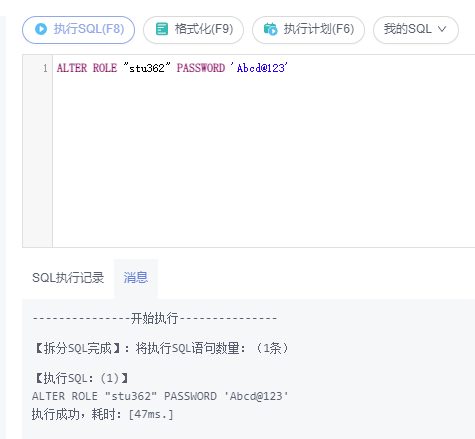 执行SQL(F8) 格式化(F9) 执行计划(F6) 我的SQL
1 ALTER ROLE "stu362" PASSWORD 'Abcd@123'
SQL执行记录 消息
---------------开始执行---------------
【拆分SQL完成】：将执行SQL语句数量：（1条）
【执行SQL：(1)】
ALTER ROLE "stu362" PASSWORD 'Abcd@123'
执行成功，耗时：[47ms.]